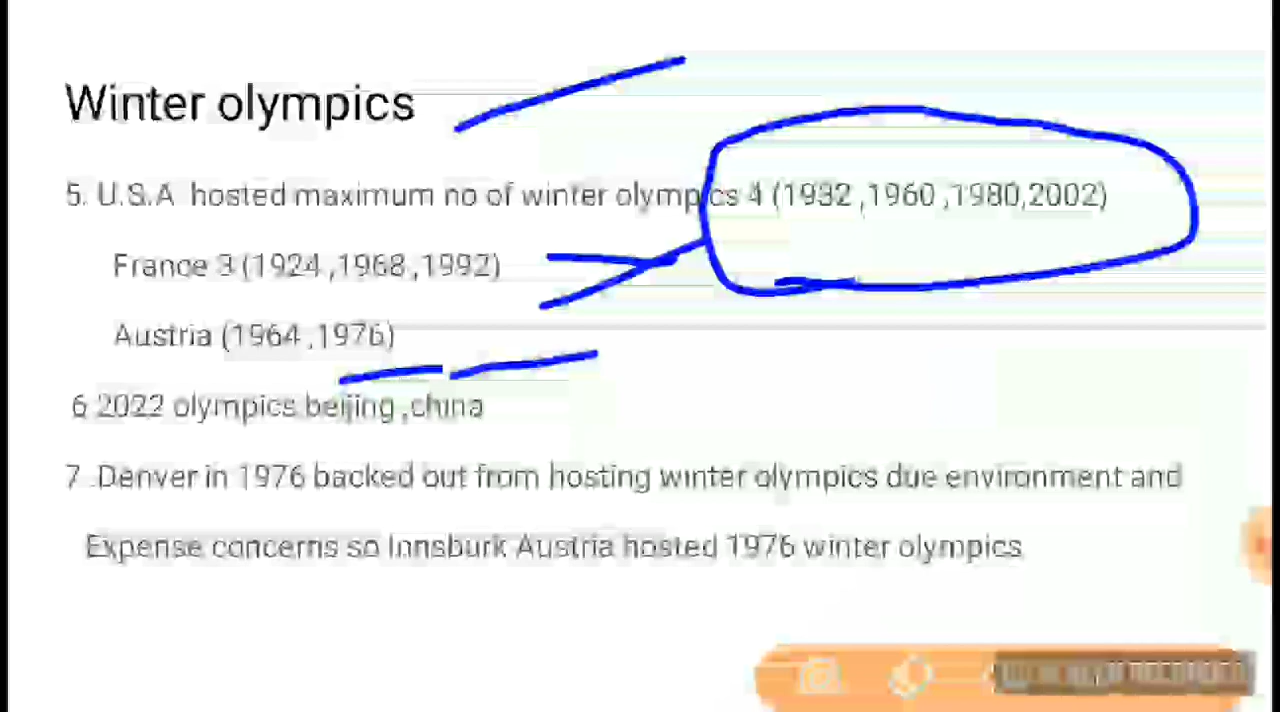 Winter olympics
5. U.S.A hosted maximum no of winter olympics 4 (1932 ,1960 ,1980,2002)
France 3 (1924 ,1968 ,1992)
Austria (1964 ,1976)
6 2022 olympics beijing ,china
7 .Denver in 1976 backed out from hosting winter olympics due environment and
Expense concerns so Innsburk Austria hosted 1976 winter olympics